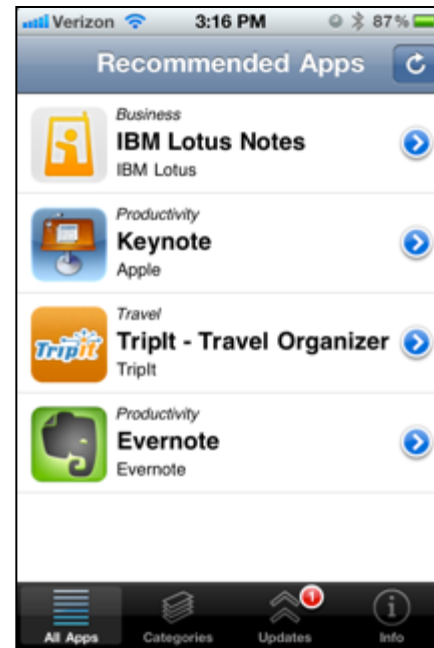 Verizon 3:16 PM 87%
Recommended Apps
Business
IBM Lotus Notes
IBM Lotus
Productivity
Keynote
Apple
Travel
TripIt
TripIt - Travel Organizer
TripIt
Productivity
Evernote
Evernote
1
All Apps Categories Updates Info